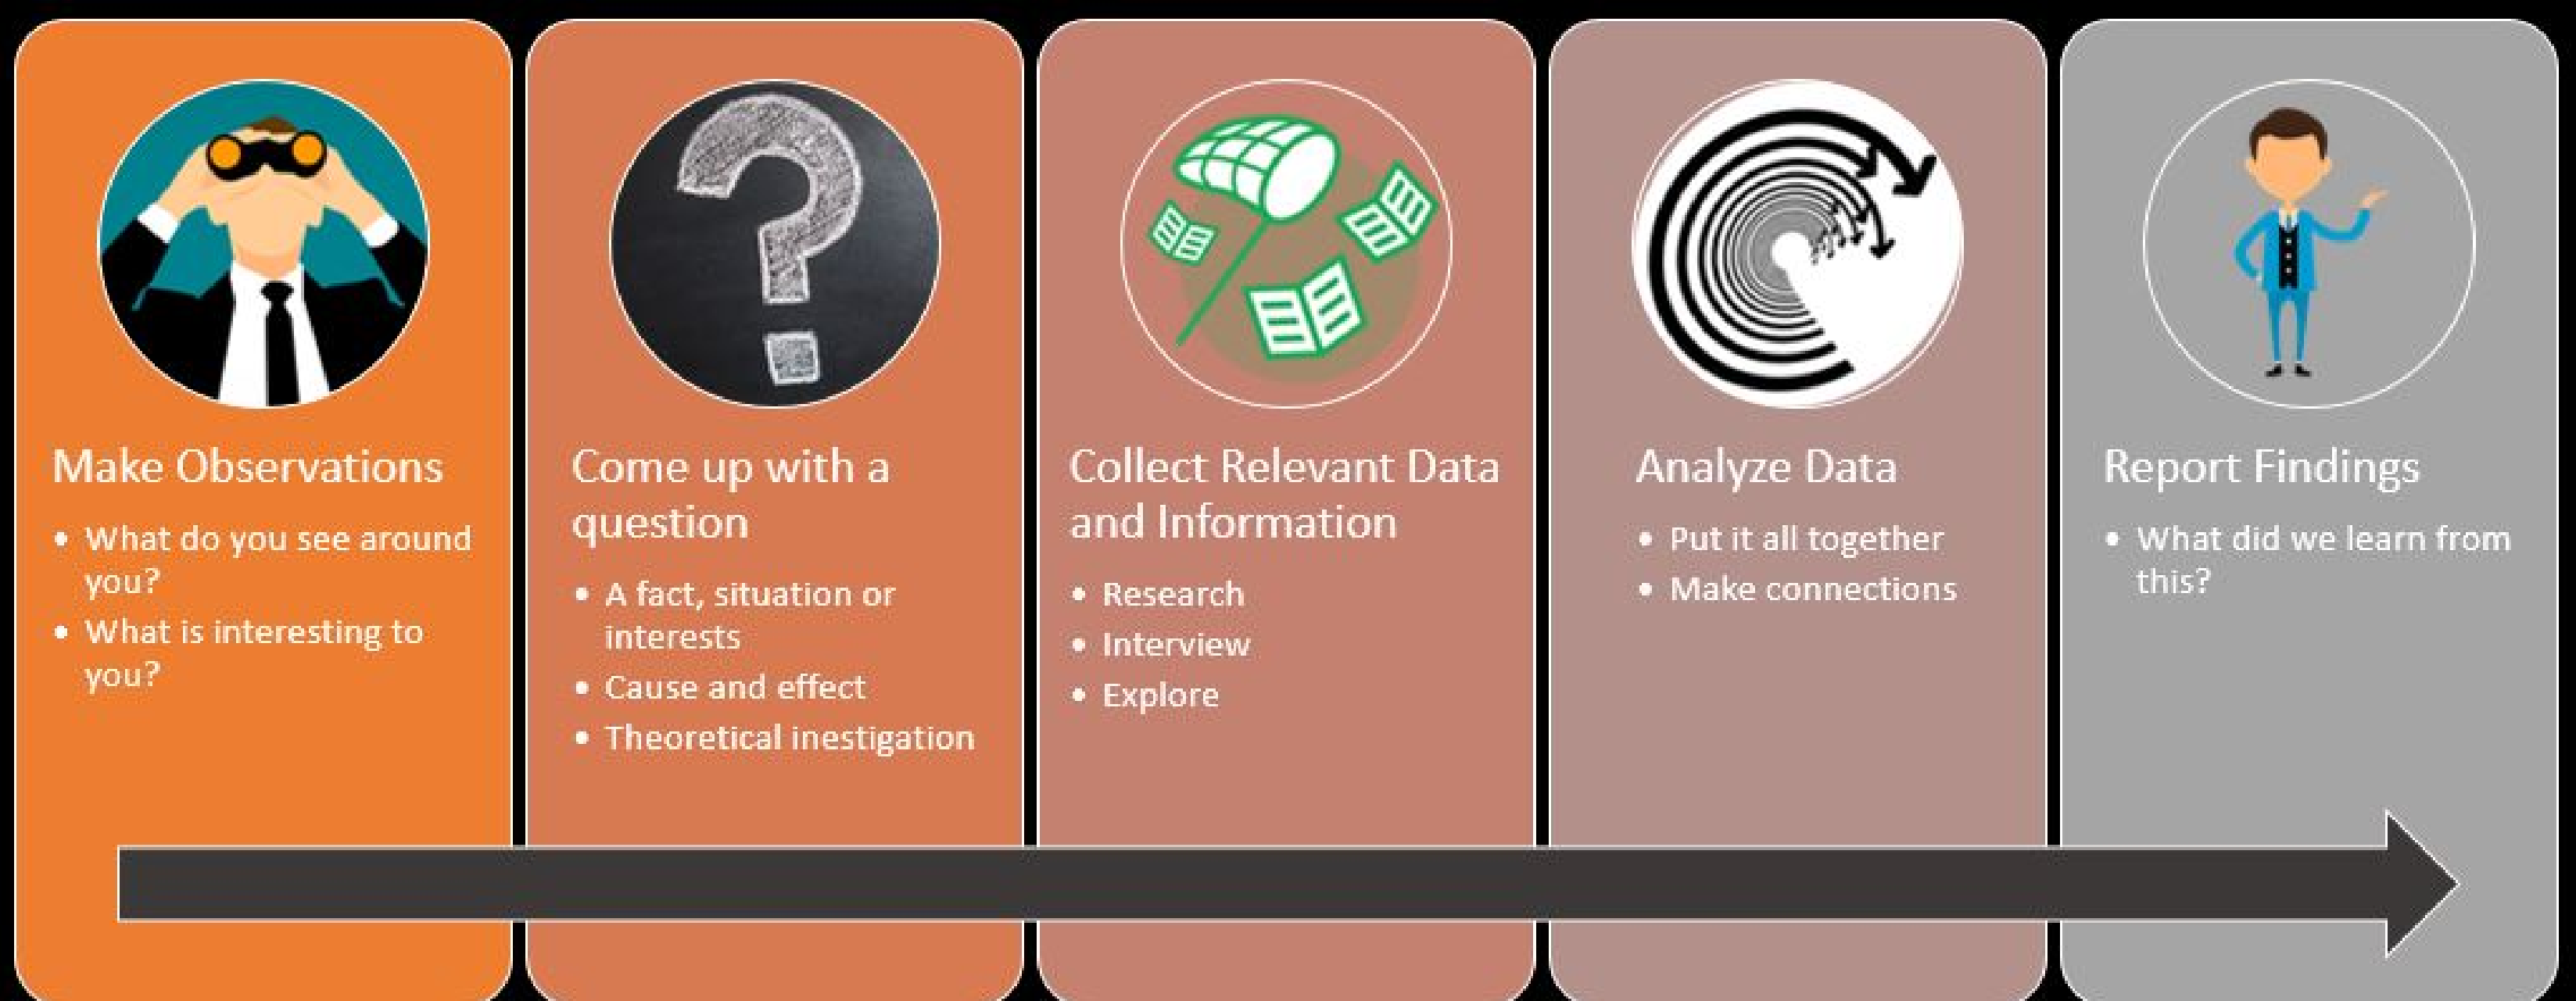 Make Observations
• What do you see around
you?
• What is interesting to
you?
Come up with a
question
• A fact, situation or
interests
• Cause and effect
• Theoretical inestigation
Collect Relevant Data
and Information
• Research
• Interview
• Explore
Analyze Data
• Put it all together
• Make connections
Report Findings
• What did we learn from
this?